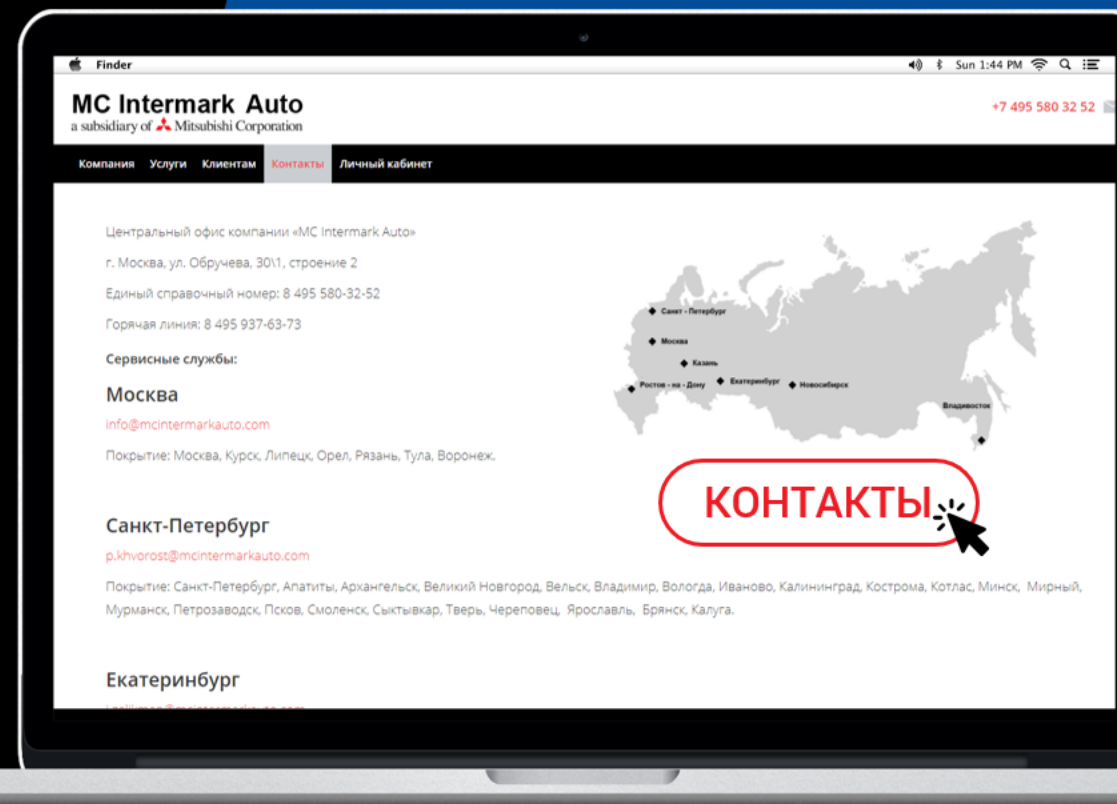 Finder
Sun 1:44 PM
MC Intermark Auto
a subsidiary of Mitsubishi Corporation
+7 495 580 32 52
Компания Услуги Клиентам Контакты Личный кабинет
Центральный офис компании «MC Intermark Auto»
г. Москва, ул. Обручева, 30\1, строение 2
Единый справочный номер: 8 495 580-32-52
Горячая линия: 8 495 937-63-73
Сервисные службы:
Москва
info@mcintermarkauto.com
Покрытие: Москва, Курск, Липецк, Орел, Рязань, Тула, Воронеж.
Санкт - Петербург
Москва
Казань
Ростов - на - Дону
Екатеринбург
Новосибирск
Владивосток
КОНТАКТЫ
Санкт-Петербург
p.khvorost@mcintermarkauto.com
Покрытие: Санкт-Петербург, Апатиты, Архангельск, Великий Новгород, Вельск, Владимир, Вологда, Иваново, Калининград, Кострома, Котлас, Минск, Мирный,
Мурманск, Петрозаводск, Псков, Смоленск, Сыктывкар, Тверь, Череповец, Ярославль, Брянск, Калуга.
Екатеринбург